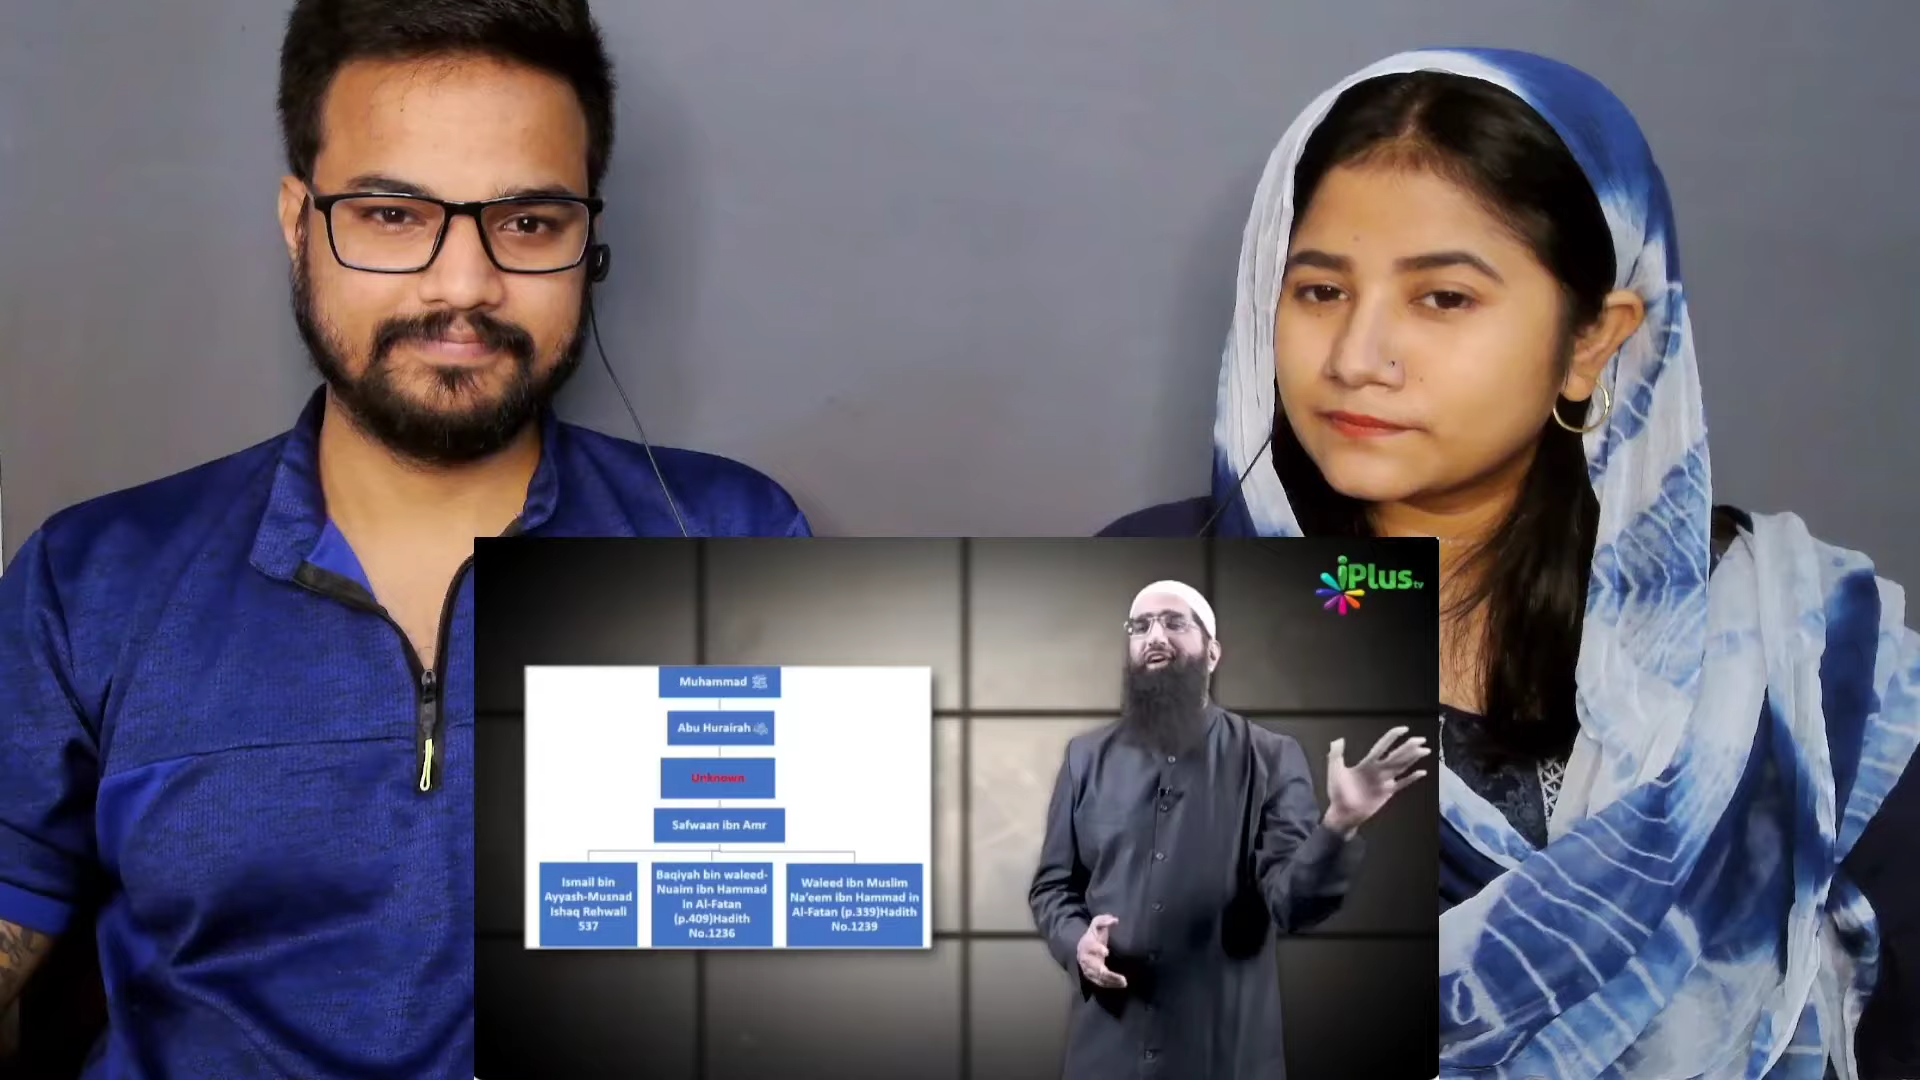 iPlus tv
Muhammad ﷺ
Abu Hurairah
Unknown
Safwaan ibn Amr
Ismail bin
Ayyash-Musnad
Ishaq Rehwali
537
Baqiyah bin waleed-
Nuaim ibn Hammad
in Al-Fatan
(p.409)Hadith
No.1236
Waleed ibn Muslim
Na'eem ibn Hammad in
Al-Fatan (p.339)Hadith
No.1239